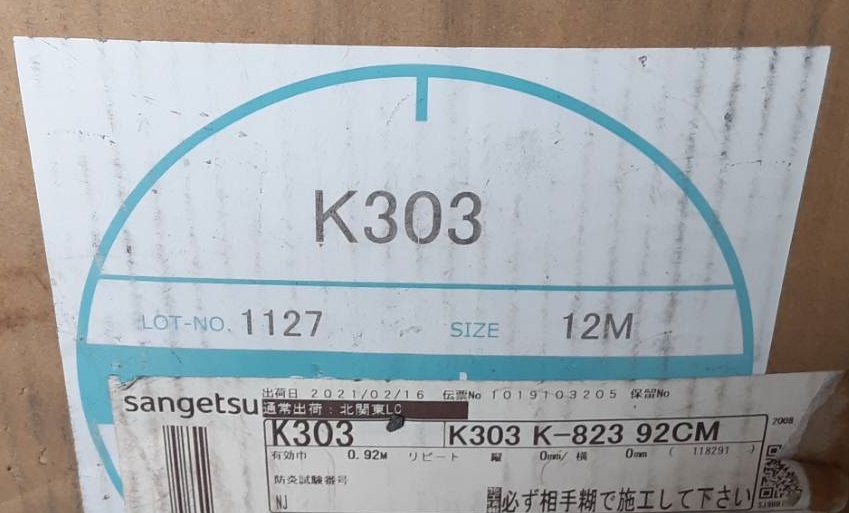 K303
LOT-NO. 1127 SIZE 12M
出荷日 2021/02/16 伝票No 1019103205 保留No
sangetsu 通常出荷:北関東LC
2008
K303 K303 K-823 92CM
有効巾 0.92M リピート 縦 0mm/ 横 0mm ( 118291 )
防炎試験番号
NJ 必ず相手糊で施工して下さい